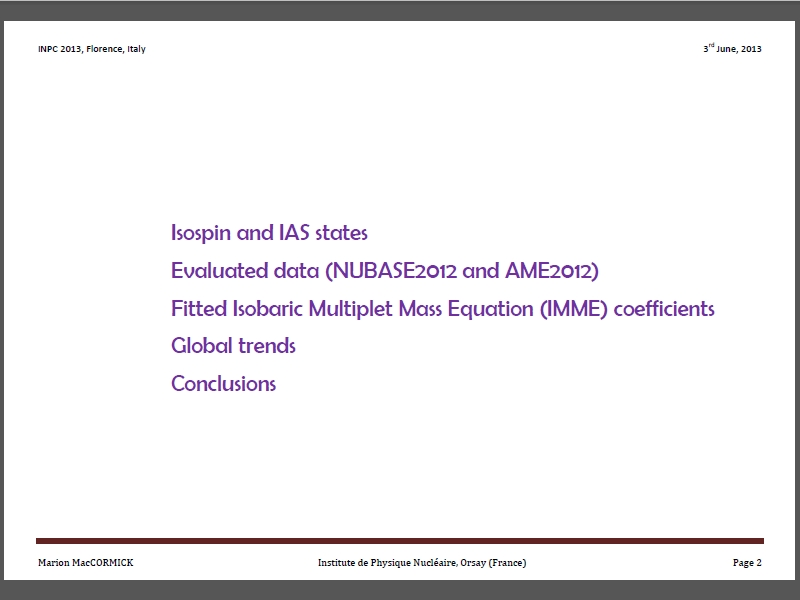 INPC 2013, Florence, Italy 3rd June, 2013
Isospin and IAS states
Evaluated data (NUBASE2012 and AME2012)
Fitted Isobaric Multiplet Mass Equation (IMME) coefficients
Global trends
Conclusions
Marion MacCORMICK Institute de Physique Nucléaire, Orsay (France) Page 2